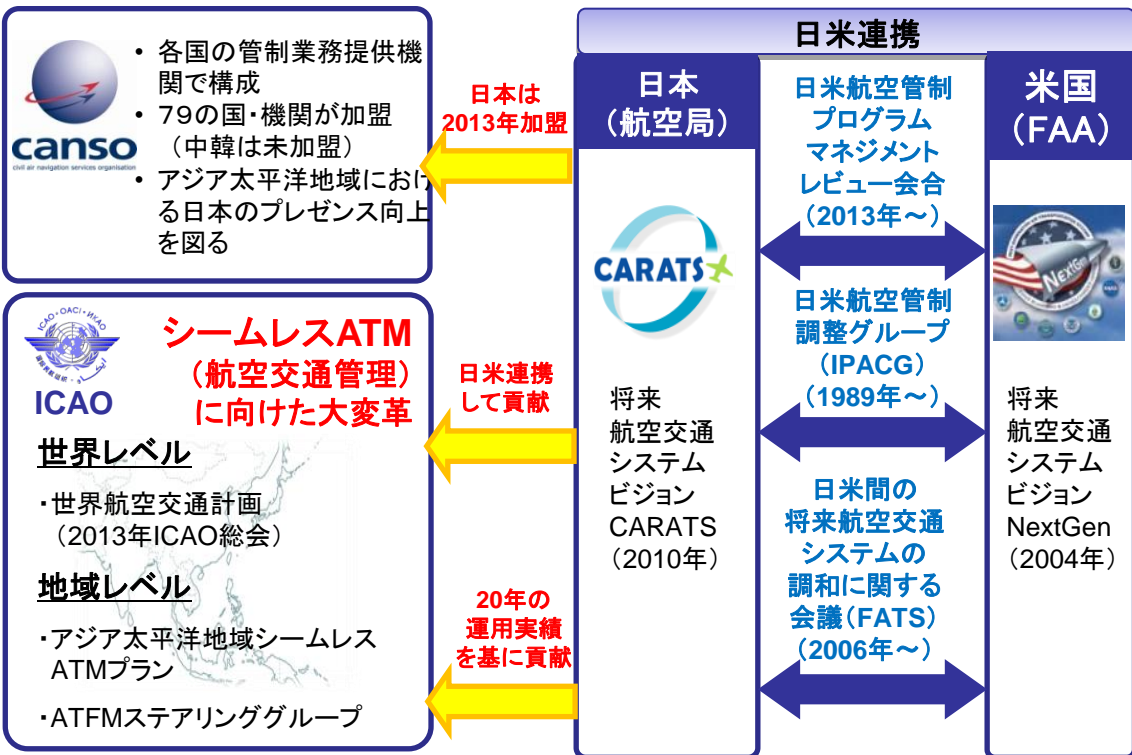 canso
civil air navigation services organisation
• 各国の管制業務提供機
関で構成
• 79の国・機関が加盟
（中韓は未加盟）
• アジア太平洋地域におけ
る日本のプレゼンス向上
を図る
日本は
2013年加盟
ICAO・OACI・ИКАО
ICAO
シームレスATM
（航空交通管理）
に向けた大変革
世界レベル
・世界航空交通計画
（2013年ICAO総会）
地域レベル
・アジア太平洋地域シームレス
ATMプラン
・ATFMステアリンググループ
日米連携
して貢献
20年の
運用実績
を基に貢献
日米連携
日本
（航空局）
CARATS
将来
航空交通
システム
ビジョン
CARATS
（2010年）
日米航空管制
プログラム
マネジメント
レビュー会合
（2013年～）
日米航空管制
調整グループ
（IPACG）
（1989年～）
日米間の
将来航空交通
システムの
調和に関する
会議（FATS）
（2006年～）
米国
（FAA）
NextGen
将来
航空交通
システム
ビジョン
NextGen
（2004年）